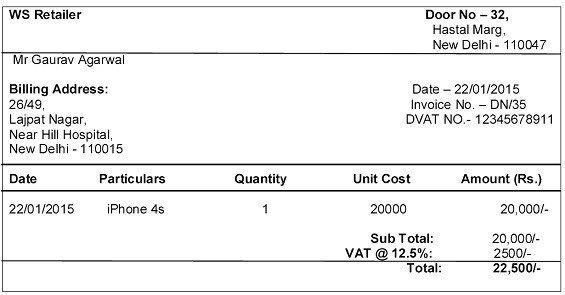 WS Retailer Door No – 32,
Hastal Marg,
New Delhi - 110047
Mr Gaurav Agarwal
Billing Address: Date – 22/01/2015
26/49, Invoice No. – DN/35
Lajpat Nagar, DVAT NO.- 12345678911
Near Hill Hospital,
New Delhi - 110015
Date Particulars Quantity Unit Cost Amount (Rs.)
22/01/2015 iPhone 4s 1 20000 20,000/-
Sub Total: 20,000/-
VAT @ 12.5%: 2500/-
Total: 22,500/-